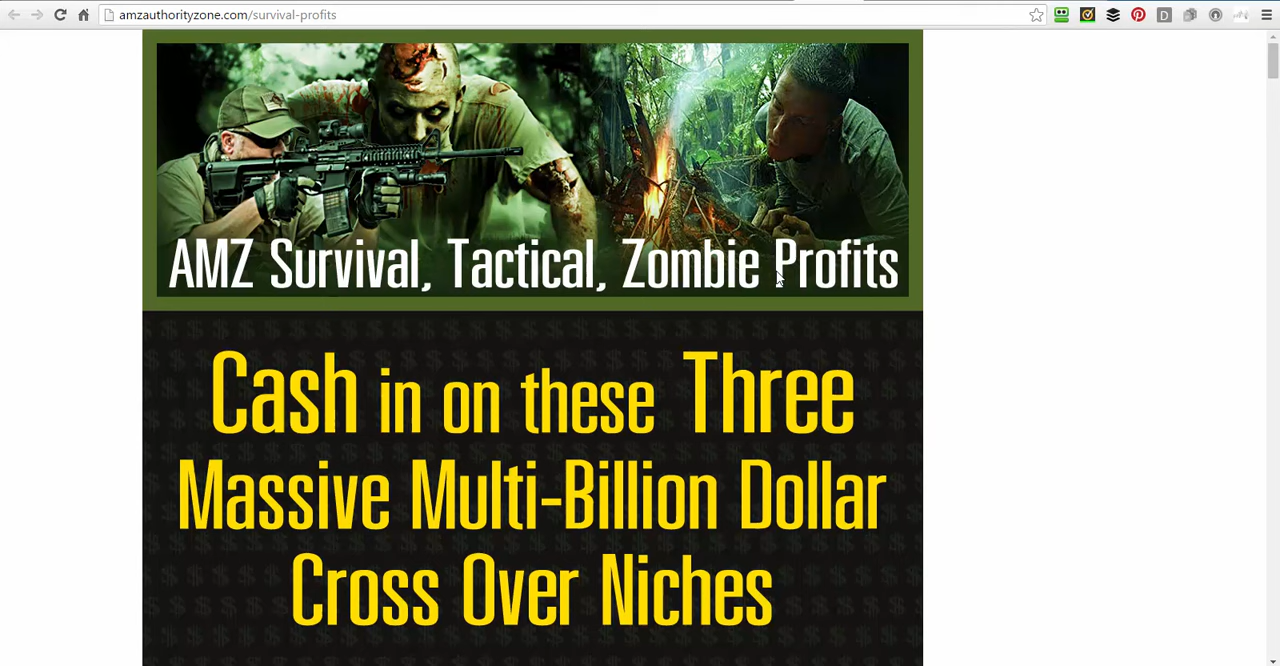 amzauthorityzone.com/survival-profits
AMZ Survival, Tactical, Zombie Profits
Cash in on these Three
Massive Multi-Billion Dollar
Cross Over Niches